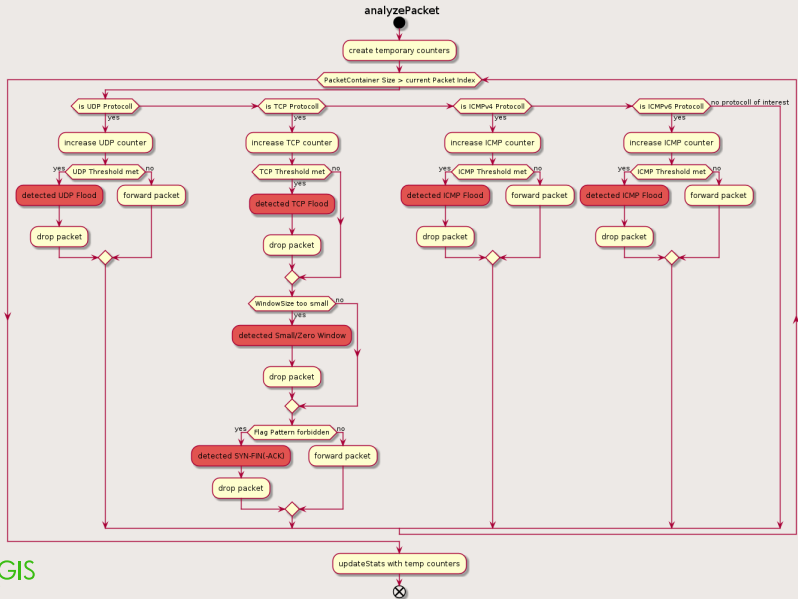 analyzePacket
create temporary counters
PacketContainer Size > current Packet Index
is UDP Protocoll
is TCP Protocoll
is ICMPv4 Protocoll
is ICMPv6 Protocoll
no protocoll of interest
yes
yes
yes
yes
increase UDP counter
increase TCP counter
increase ICMP counter
increase ICMP counter
yes
UDP Threshold met
no
TCP Threshold met
no
yes
ICMP Threshold met
no
yes
ICMP Threshold met
no
yes
detected UDP Flood
forward packet
detected TCP Flood
detected ICMP Flood
forward packet
detected ICMP Flood
forward packet
drop packet
drop packet
drop packet
drop packet
WindowSize too small
no
yes
detected Small/Zero Window
drop packet
yes
Flag Pattern forbidden
no
detected SYN-FIN(-ACK)
forward packet
drop packet
updateStats with temp counters
GIS